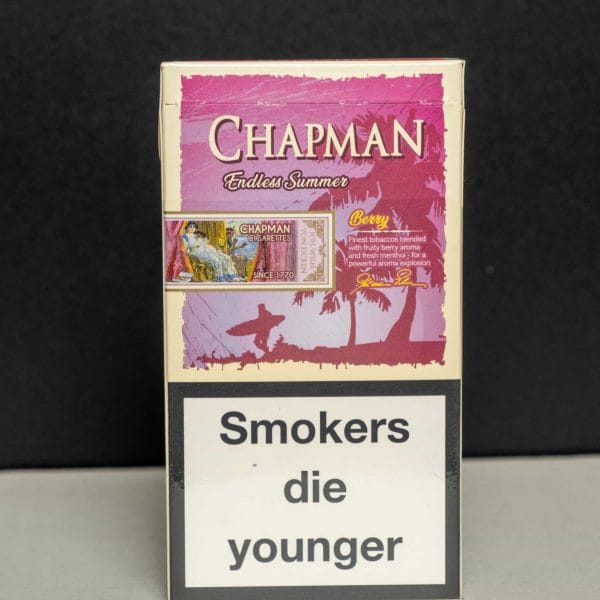 CHAPMAN
Endless Summer
CHAPMAN
CIGARETTES
SINCE 1770
Berry
Finest tobaccos blended
with fruity berry aroma
and fresh menthol - for a
powerful aroma explosion
Smokers
die
younger